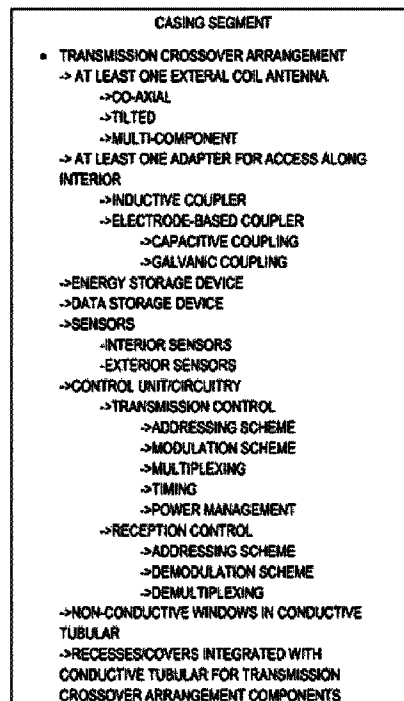 CASING SEGMENT
• TRANSMISSION CROSSOVER ARRANGEMENT
-> AT LEAST ONE EXTERAL COIL ANTENNA
->CO-AXIAL
->TILTED
->MULTI-COMPONENT
-> AT LEAST ONE ADAPTER FOR ACCESS ALONG
INTERIOR
->INDUCTIVE COUPLER
->ELECTRODE-BASED COUPLER
->CAPACITIVE COUPLING
->GALVANIC COUPLING
->ENERGY STORAGE DEVICE
->DATA STORAGE DEVICE
->SENSORS
-INTERIOR SENSORS
-EXTERIOR SENSORS
->CONTROL UNIT/CIRCUITRY
->TRANSMISSION CONTROL
->ADDRESSING SCHEME
->MODULATION SCHEME
->MULTIPLEXING
->TIMING
->POWER MANAGEMENT
->RECEPTION CONTROL
->ADDRESSING SCHEME
->DEMODULATION SCHEME
->DEMULTIPLEXING
->NON-CONDUCTIVE WINDOWS IN CONDUCTIVE
TUBULAR
->RECESSES/COVERS INTEGRATED WITH
CONDUCTIVE TUBULAR FOR TRANSMISSION
CROSSOVER ARRANGEMENT COMPONENTS